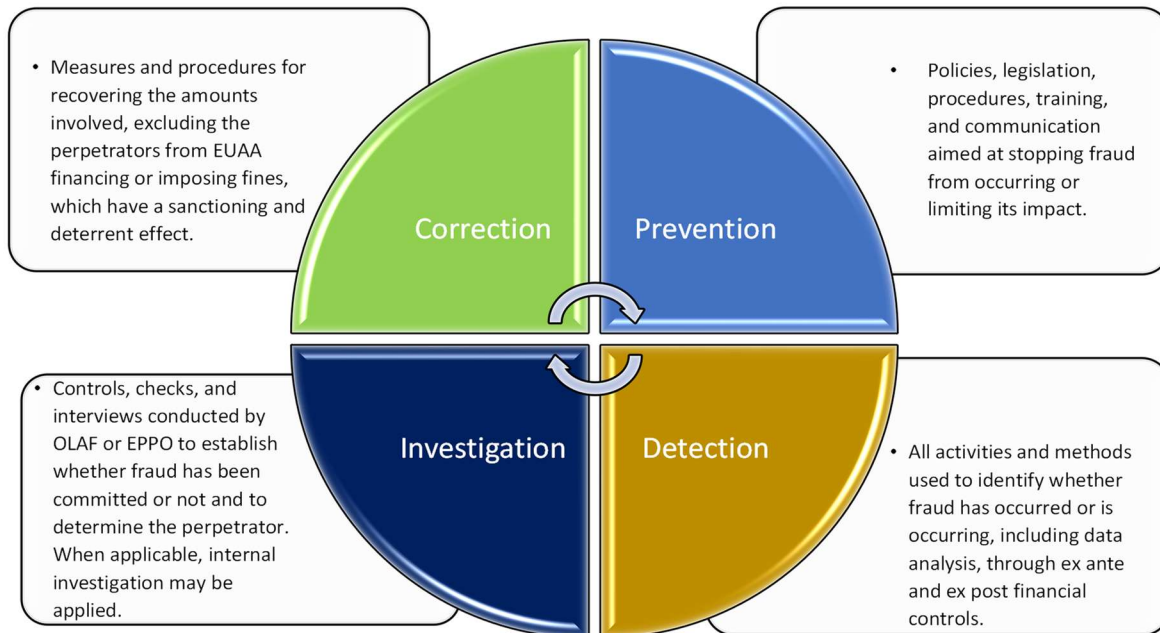 • Measures and procedures for
recovering the amounts
involved, excluding the
perpetrators from EUAA
financing or imposing fines,
which have a sanctioning and
deterrent effect.
Correction
Prevention
• Policies, legislation,
procedures, training,
and communication
aimed at stopping fraud
from occurring or
limiting its impact.
• Controls, checks, and
interviews conducted by
OLAF or EPPO to establish
whether fraud has been
committed or not and to
determine the perpetrator.
When applicable, internal
investigation may be
applied.
Investigation
Detection
• All activities and methods
used to identify whether
fraud has occurred or is
occurring, including data
analysis, through ex ante
and ex post financial
controls.